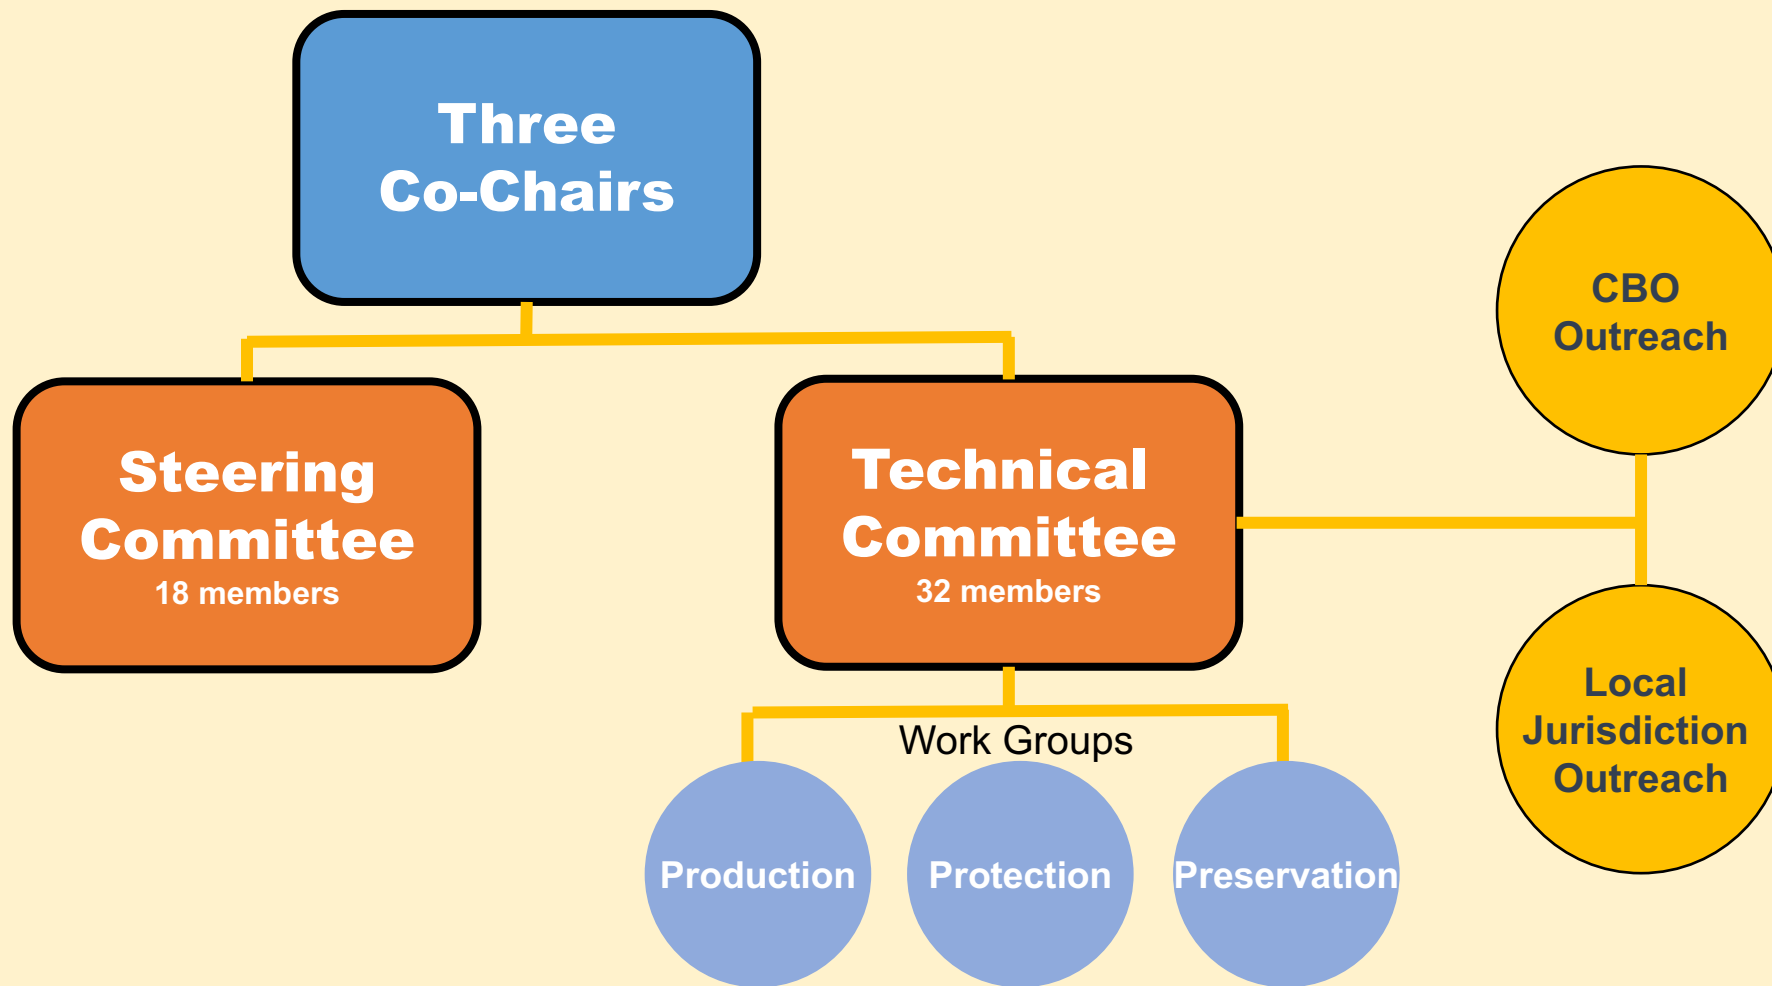 Three
Co-Chairs
Steering
Committee
18 members
Technical
Committee
32 members
CBO
Outreach
Local
Jurisdiction
Outreach
Work Groups
Production
Protection
Preservation